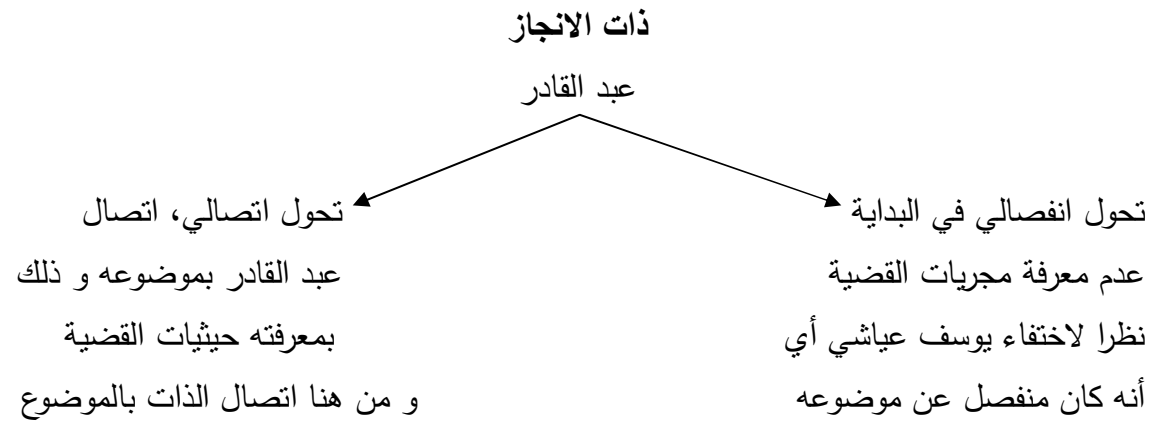 ذات الانجاز
عبد القادر
تحول انفصالي في البداية
عدم معرفة مجريات القضية
نظرا لاختفاء يوسف عياشي أي
أنه كان منفصل عن موضوعه
تحول اتصالي، اتصال
عبد القادر بموضوعه و ذلك
بمعرفته حيثيات القضية
و من هنا اتصال الذات بالموضوع